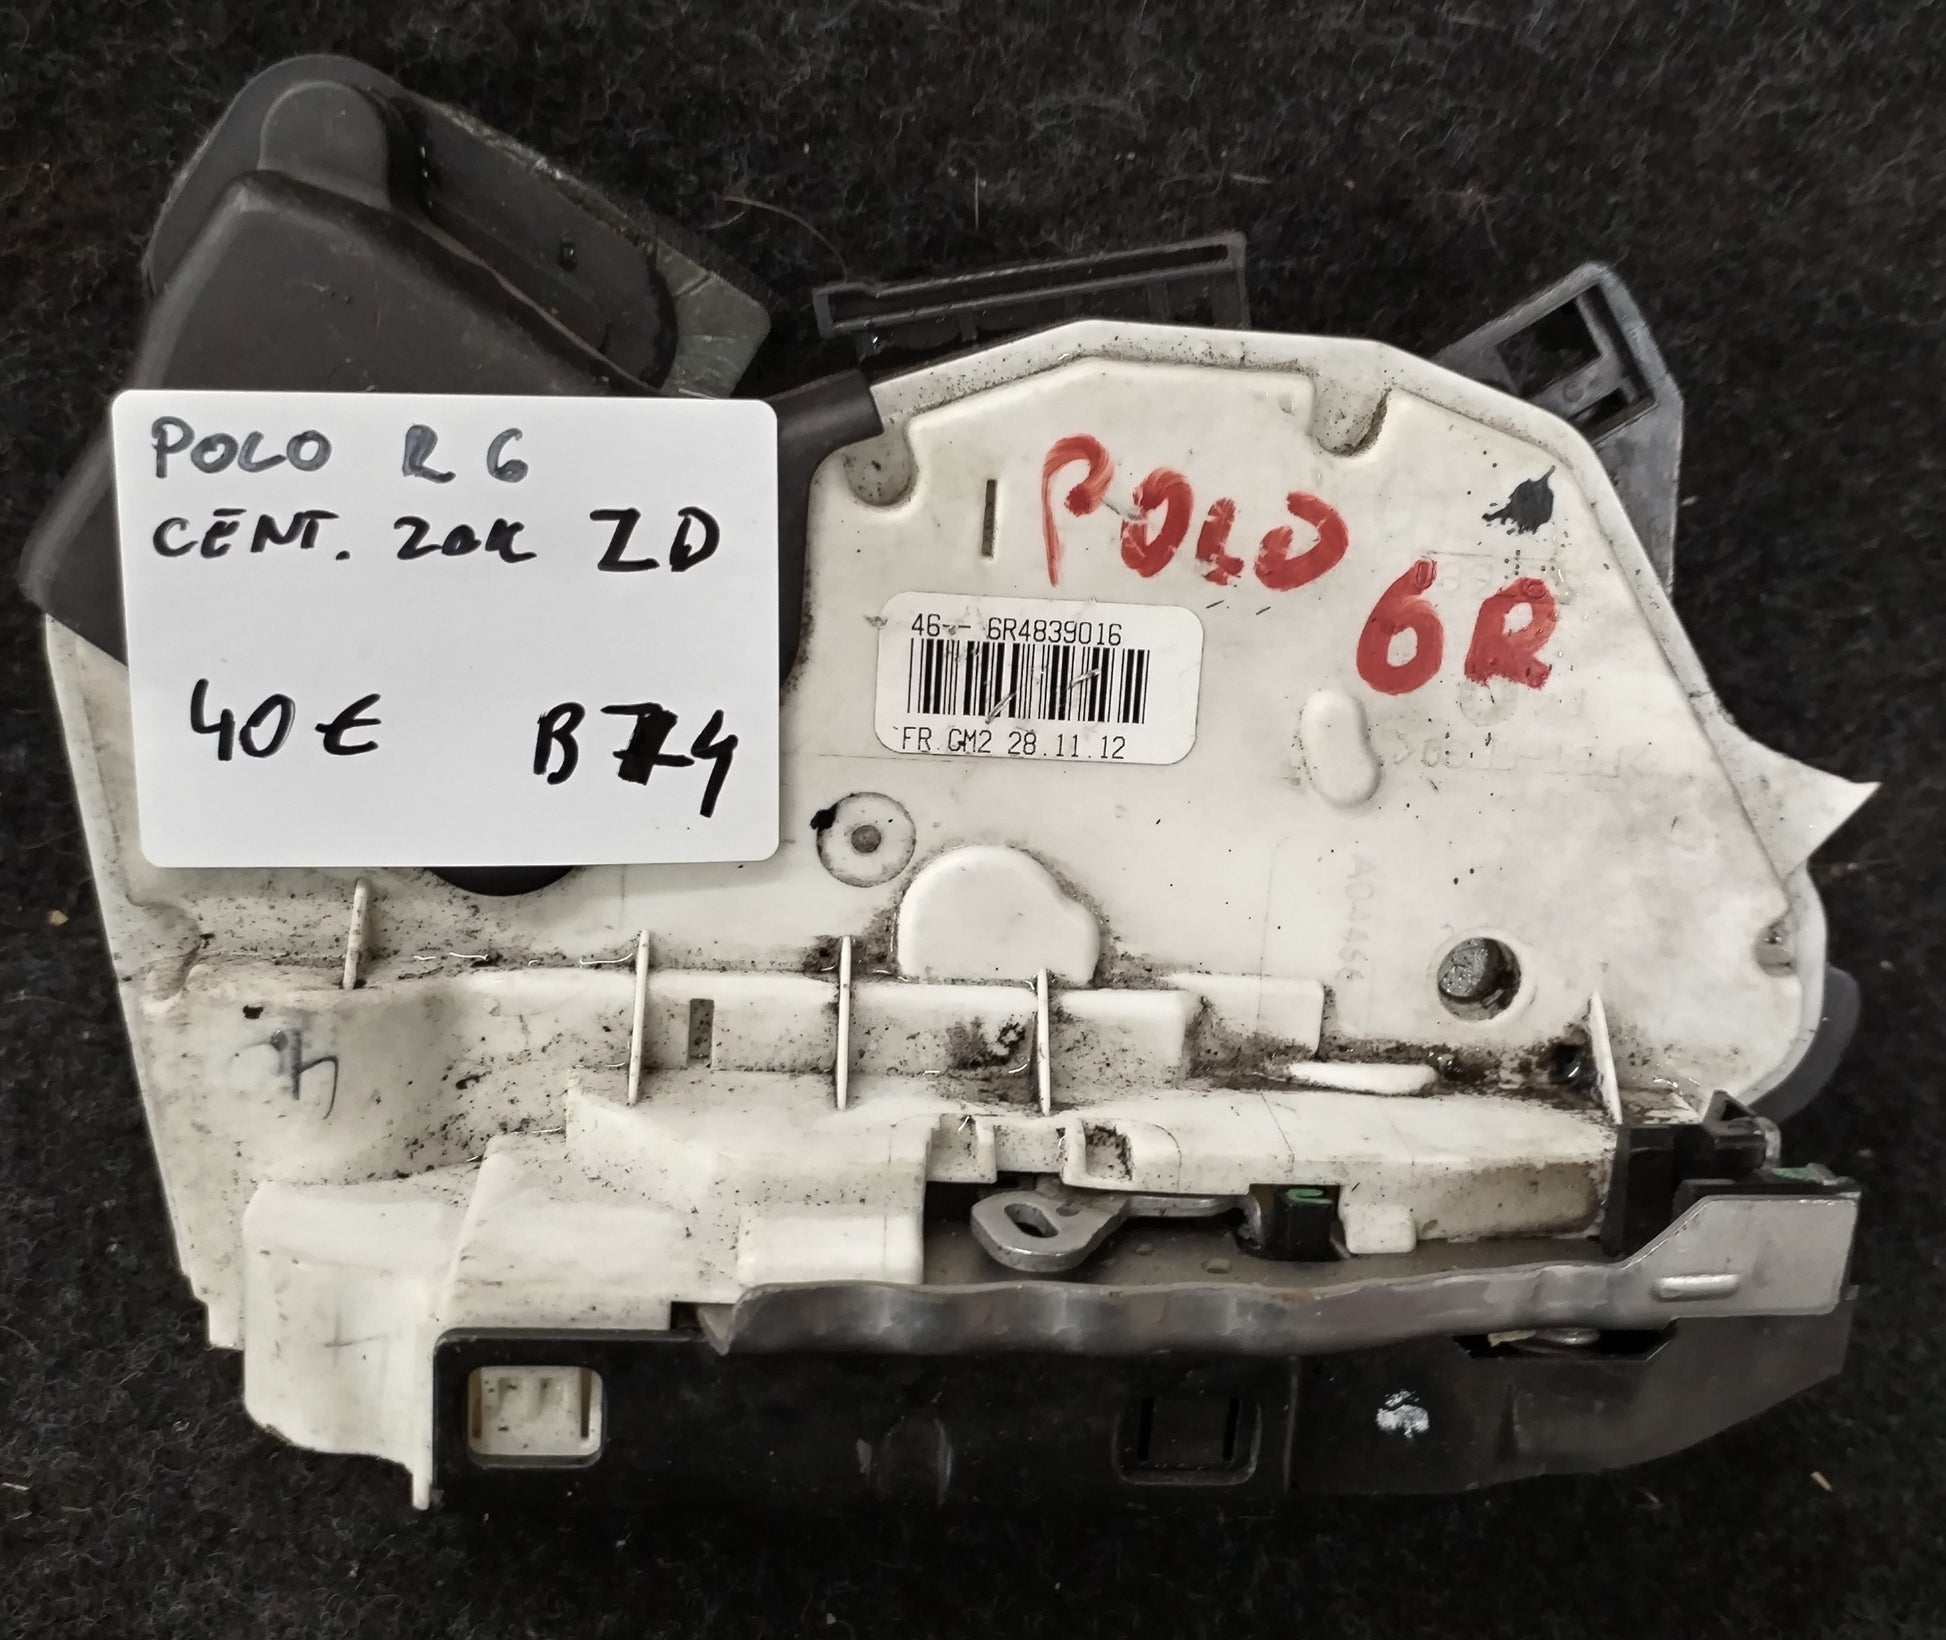 POLO R 6
CENT. ZOK ZD
40 € B74
POLO
6R
46-- 6R4839016
FR GM2 28.11.12